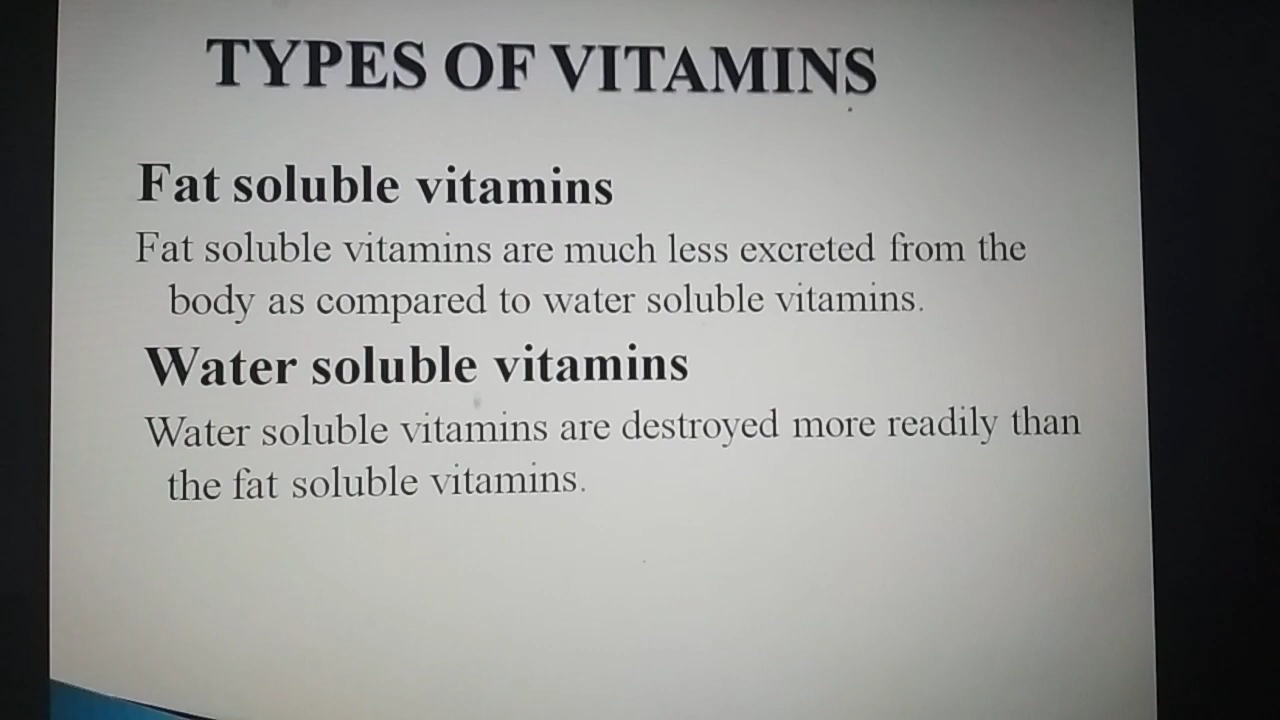 TYPES OF VITAMINS
Fat soluble vitamins
Fat soluble vitamins are much less excreted from the
body as compared to water soluble vitamins.
Water soluble vitamins
Water soluble vitamins are destroyed more readily than
the fat soluble vitamins.